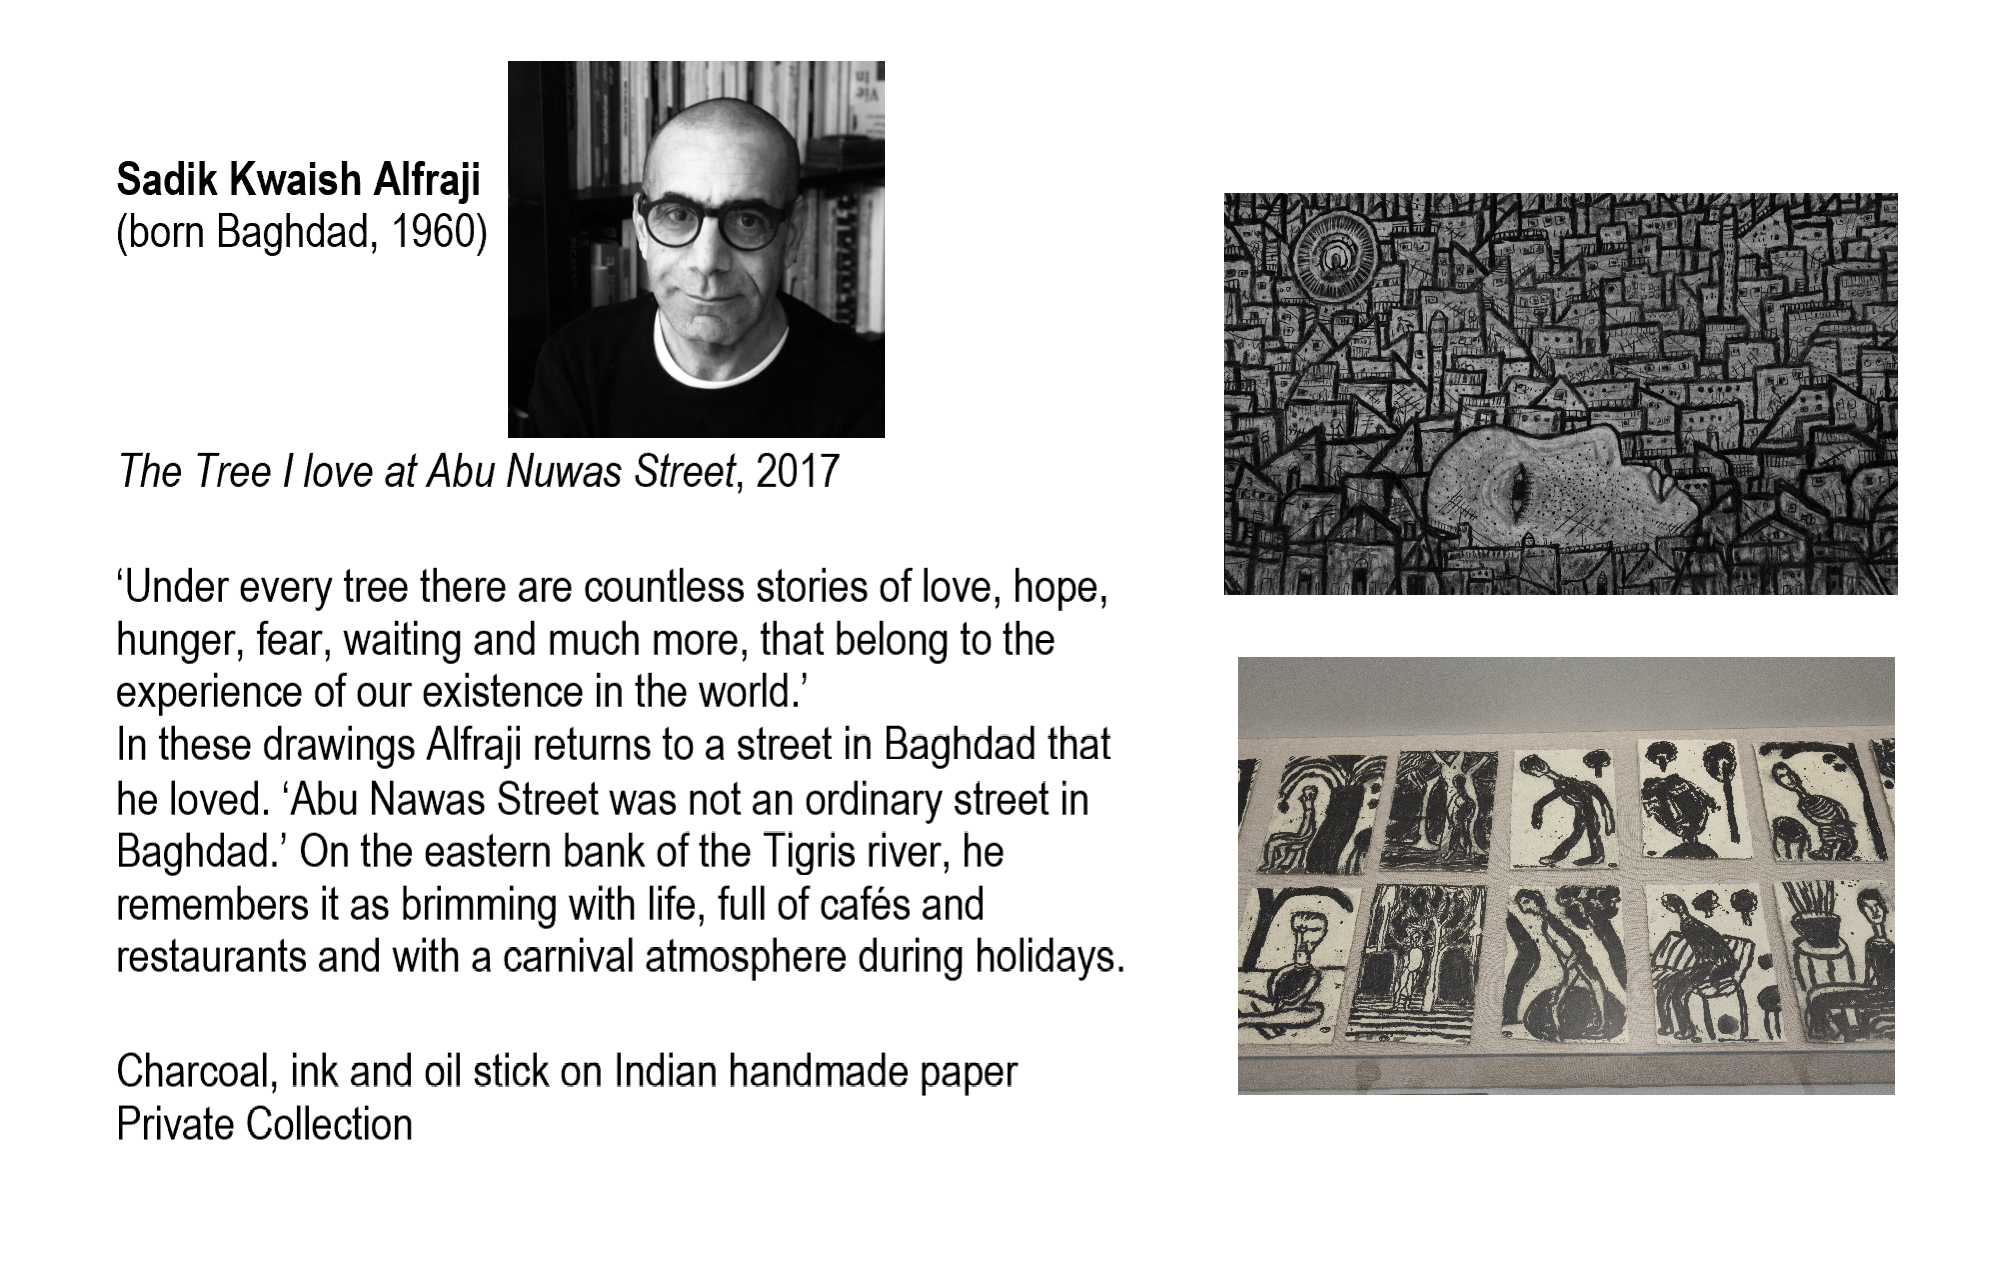 Sadik Kwaish Alfraji
(born Baghdad, 1960)
The Tree I love at Abu Nuwas Street, 2017
‘Under every tree there are countless stories of love, hope,
hunger, fear, waiting and much more, that belong to the
experience of our existence in the world.’
In these drawings Alfraji returns to a street in Baghdad that
he loved. ‘Abu Nawas Street was not an ordinary street in
Baghdad.’ On the eastern bank of the Tigris river, he
remembers it as brimming with life, full of cafés and
restaurants and with a carnival atmosphere during holidays.
Charcoal, ink and oil stick on Indian handmade paper
Private Collection